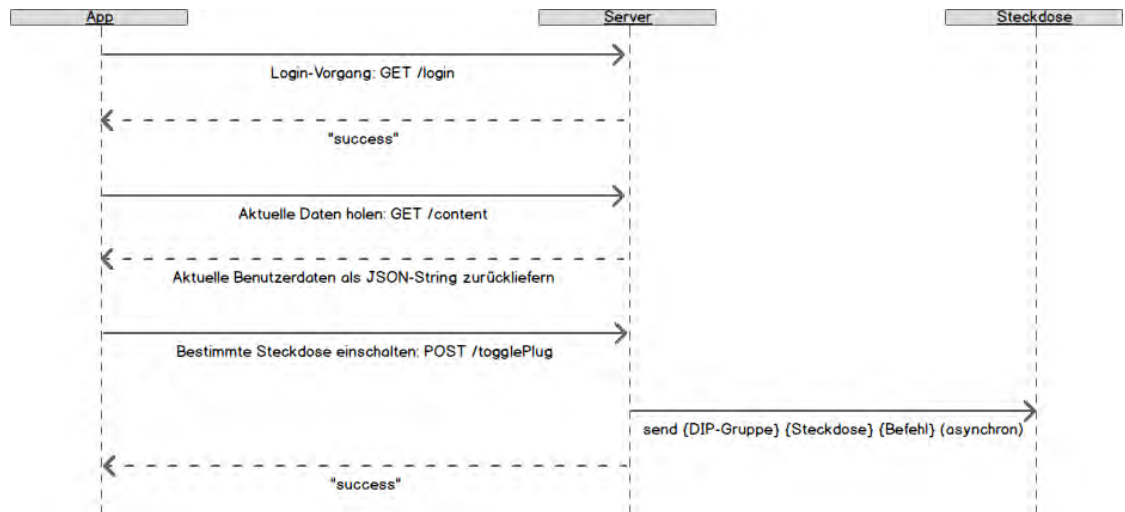 App
Server
Steckdose
Login-Vorgang: GET /login
"success"
Aktuelle Daten holen: GET /content
Aktuelle Benutzerdaten als JSON-String zurückliefern
Bestimmte Steckdose einschalten: POST /togglePlug
send {DIP-Gruppe} {Steckdose} {Befehl} (asynchron)
"success"